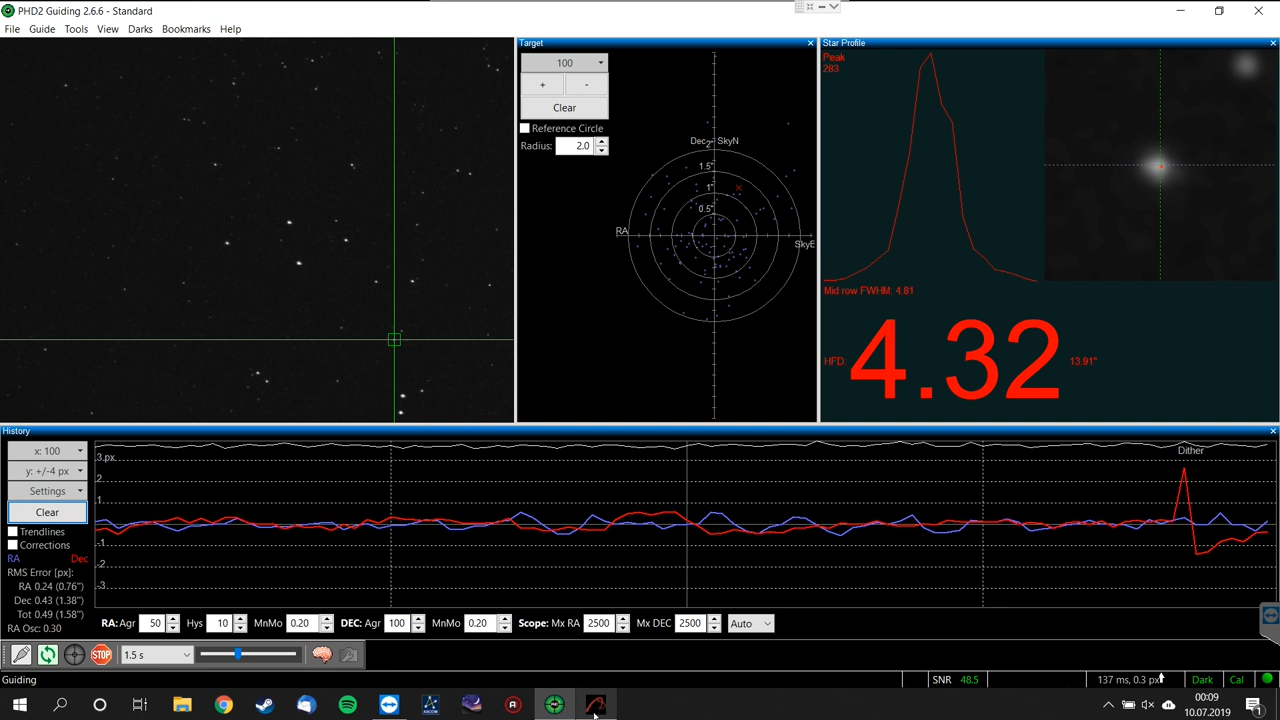 PHD2 Guiding 2.6.6 - Standard
File Guide Tools View Darks Bookmarks Help
Target
100
+ -
Clear
Reference Circle
Radius: 2.0
Dec 2" SkyN
1.5"
1"
0.5"
RA
SkyE
Star Profile
Peak
283
Mid row FWHM: 4.81
HFD: 4.32 13.91"
History
x: 100
y: +/-4 px
Settings
Clear
Trendlines
Corrections
RA Dec
RMS Error [px]:
RA 0.24 (0.76")
Dec 0.43 (1.38")
Tot 0.49 (1.58")
RA Osc: 0.30
3 px
2
1
-1
-2
-3
Dither
RA: Agr 50 Hys 10 MnMo 0.20 DEC: Agr 100 MnMo 0.20 Scope: Mx RA 2500 Mx DEC 2500 Auto
STOP 1.5 s
Guiding SNR 48.5 137 ms, 0.3 px Dark Cal
ASCOM A PHD
00:09
10.07.2019
1